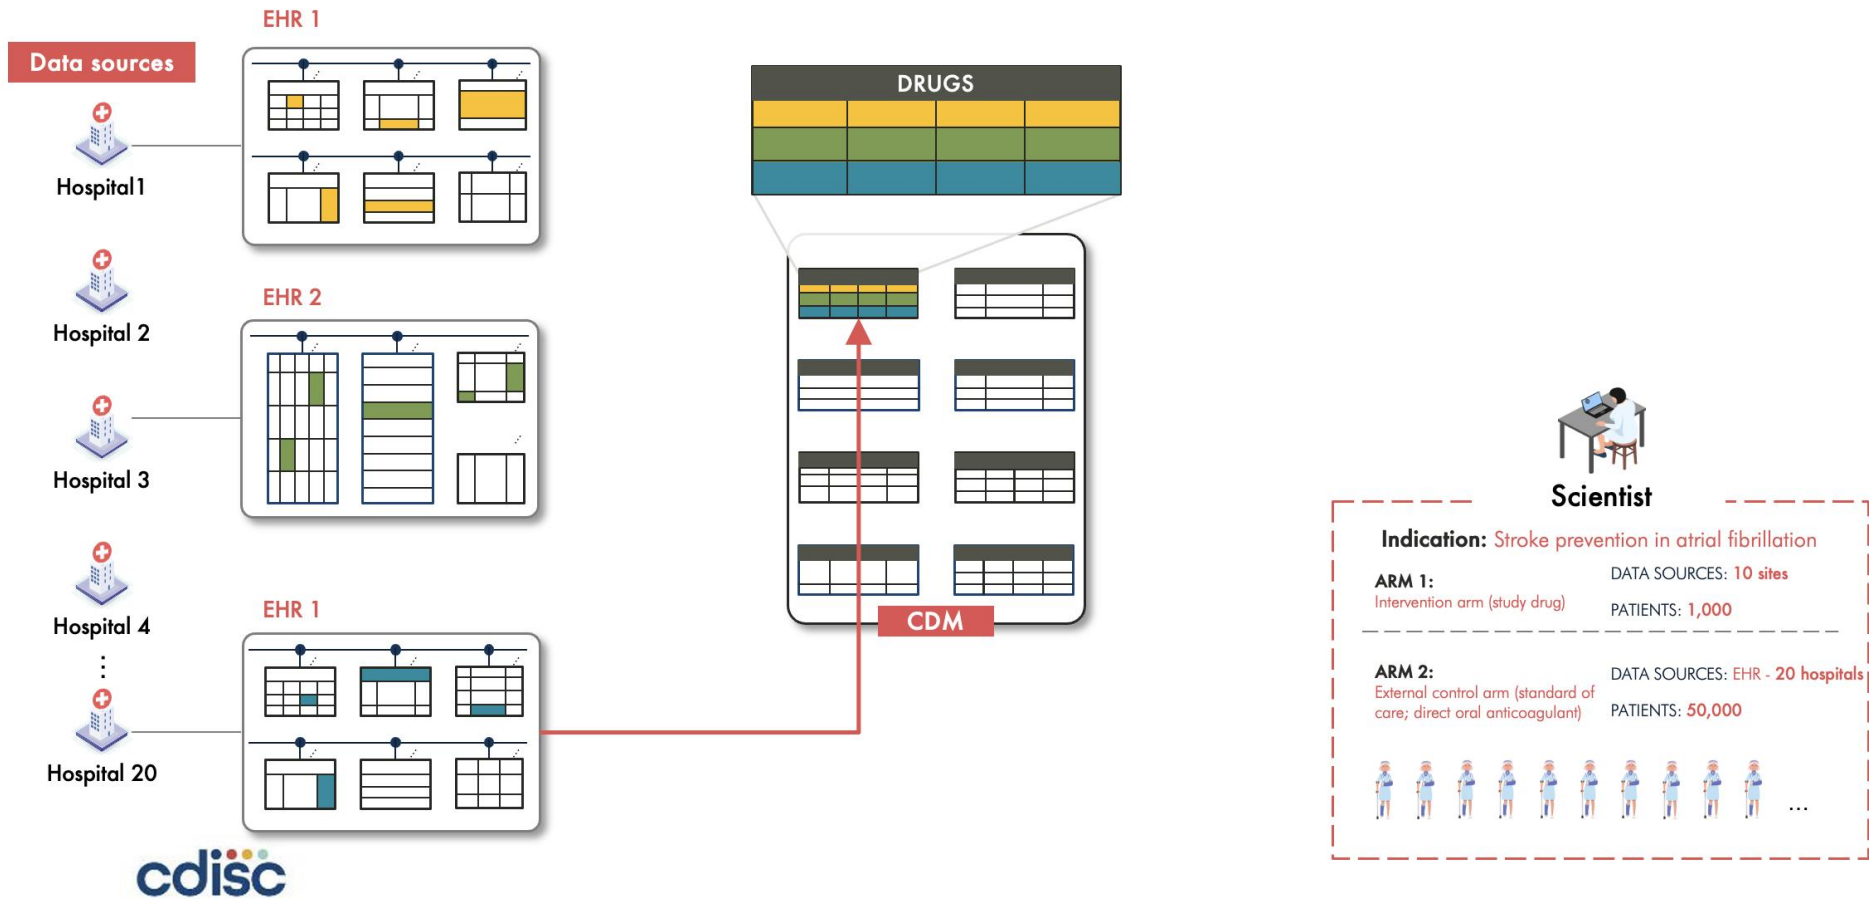 Data sources
Hospital1
Hospital 2
Hospital 3
Hospital 4
⋮
Hospital 20
EHR 1
EHR 2
EHR 1
cdisc
DRUGS
CDM
Scientist
Indication: Stroke prevention in atrial fibrillation
ARM 1:
Intervention arm (study drug)
DATA SOURCES: 10 sites
PATIENTS: 1,000
ARM 2:
External control arm (standard of
care; direct oral anticoagulant)
DATA SOURCES: EHR - 20 hospitals
PATIENTS: 50,000
...